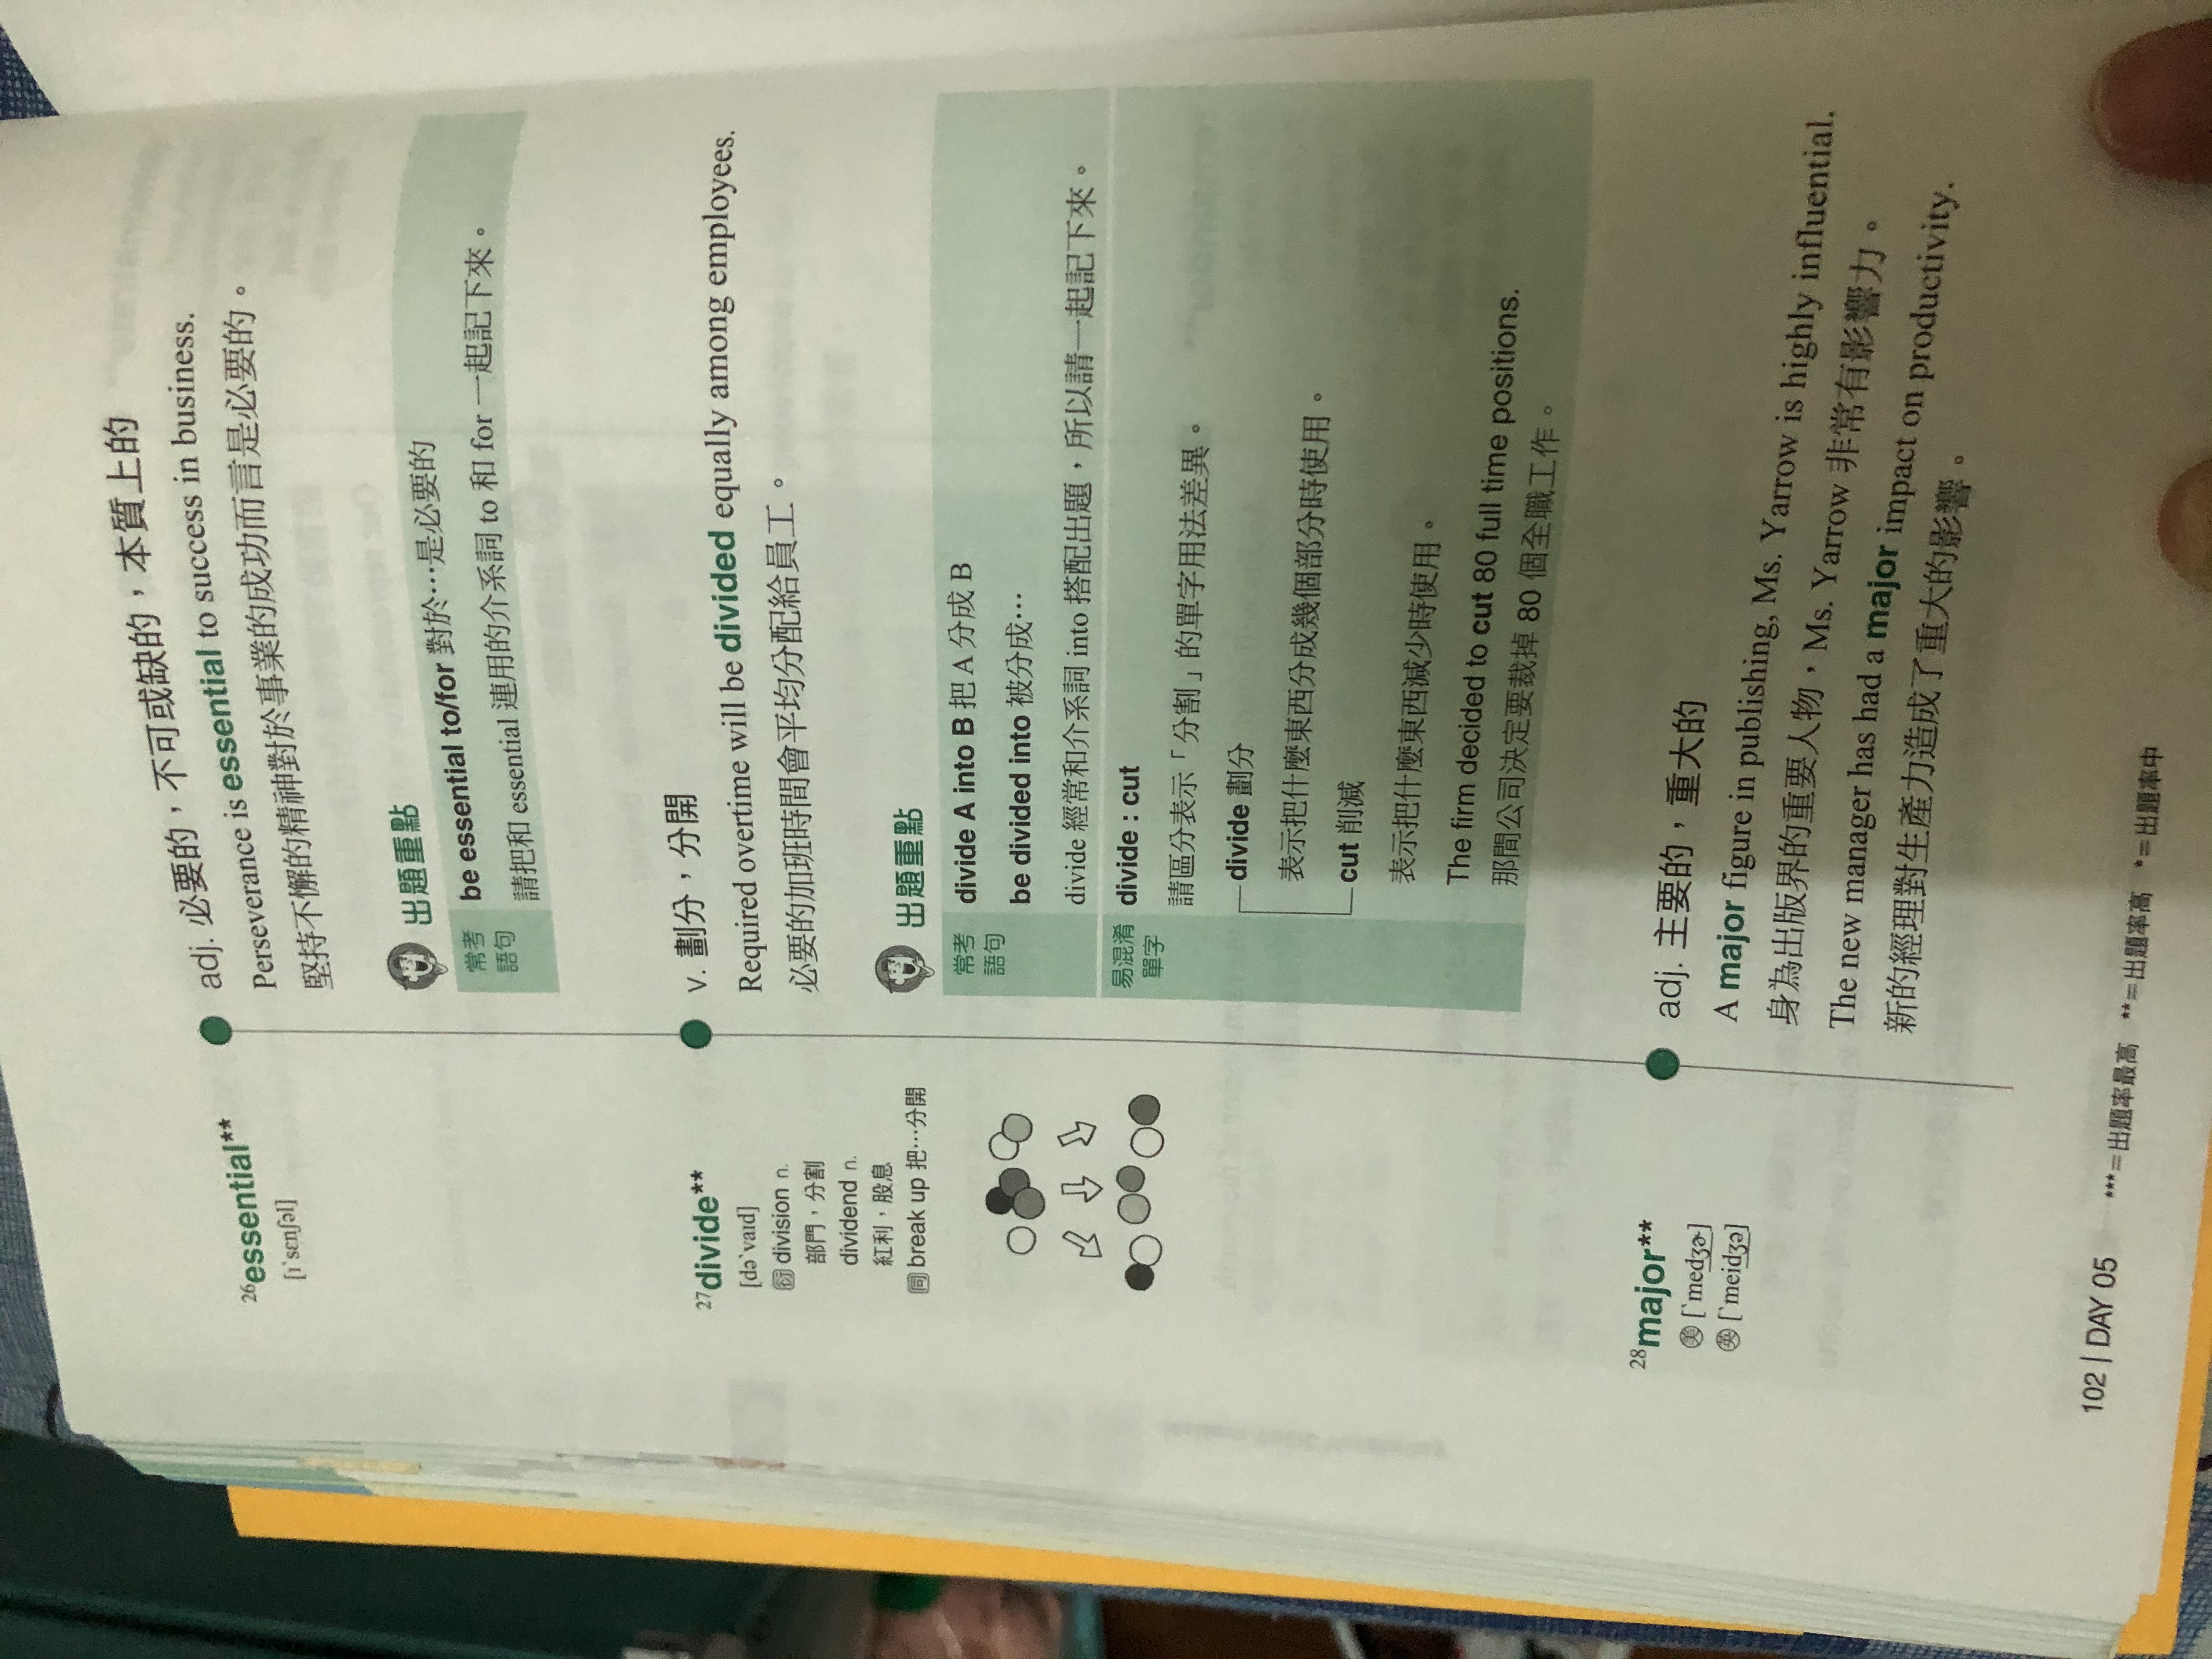 26essential**
[ɪˋsɛnʃəl]
adj. 必要的，不可或缺的，本質上的
Perseverance is essential to success in business.
堅持不懈的精神對於事業的成功而言是必要的。
出題重點
常考語句
be essential to/for 對於…是必要的
請把和 essential 連用的介系詞 to 和 for 一起記下來。
27divide**
[dəˋvaɪd]
衍 division n.
部門，分割
dividend n.
紅利，股息
同 break up 把…分開
v. 劃分，分開
Required overtime will be divided equally among employees.
必要的加班時間會平均分配給員工。
出題重點
常考語句
divide A into B 把 A 分成 B
be divided into 被分成…
divide 經常和介系詞 into 搭配出題，所以請一起記下來。
易混淆單字
divide : cut
請區分表示「分割」的單字用法差異。
divide 劃分
表示把什麼東西分成幾個部分時使用。
cut 削減
表示把什麼東西減少時使用。
The firm decided to cut 80 full time positions.
那間公司決定要裁掉 80 個全職工作。
28major**
美 [ˋmedʒɚ]
英 [ˋmeidʒə]
adj. 主要的，重大的
A major figure in publishing, Ms. Yarrow is highly influential.
身為出版界的重要人物，Ms. Yarrow 非常有影響力。
The new manager has had a major impact on productivity.
新的經理對生產力造成了重大的影響。
102 | DAY 05 ***＝出題率最高 **＝出題率高 *＝出題率中